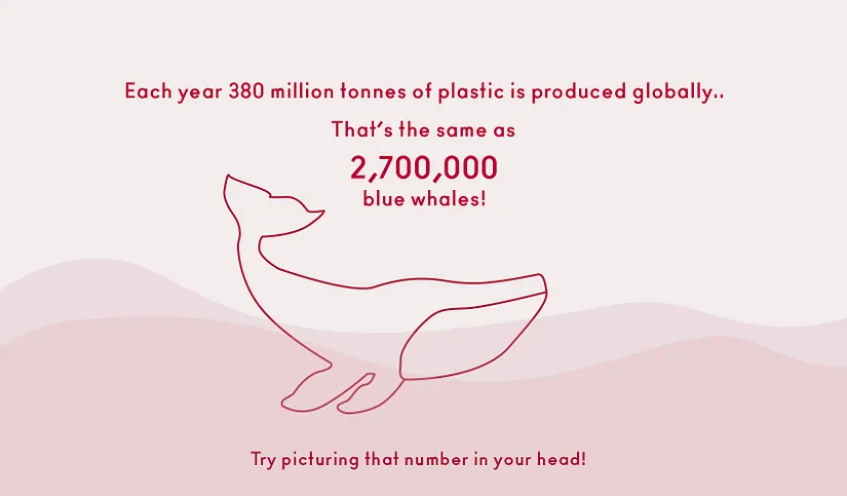 Each year 380 million tonnes of plastic is produced globally..
That's the same as
2,700,000
blue whales!
Try picturing that number in your head!